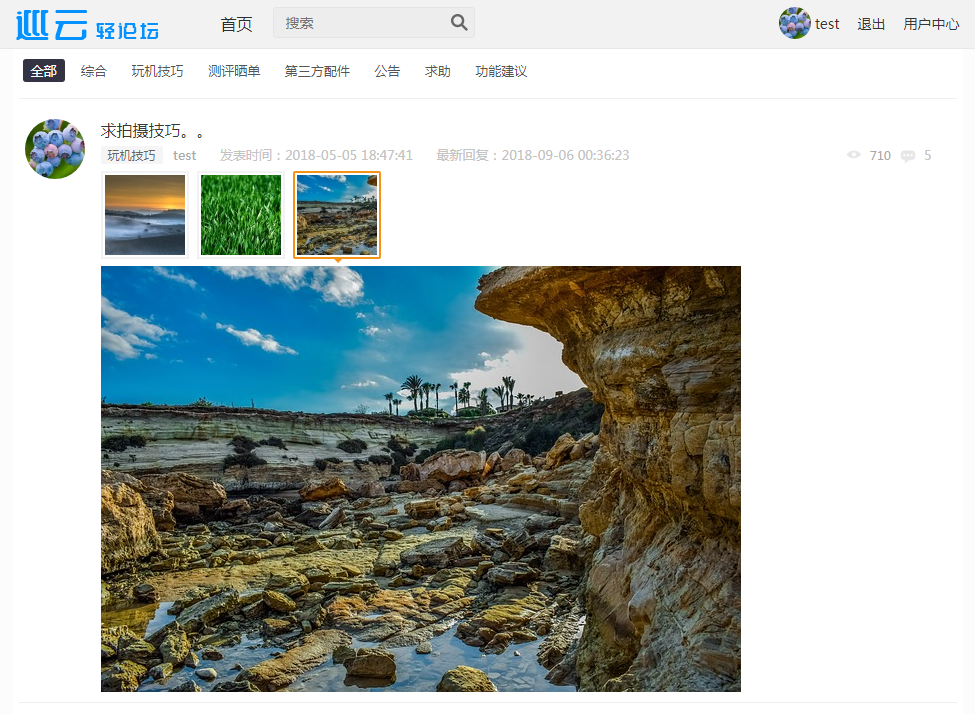 巡云 轻论坛 首页 搜索 test 退出 用户中心
全部 综合 玩机技巧 测评晒单 第三方配件 公告 求助 功能建议
求拍摄技巧。。
玩机技巧 test 发表时间：2018-05-05 18:47:41 最新回复：2018-09-06 00:36:23 710 5